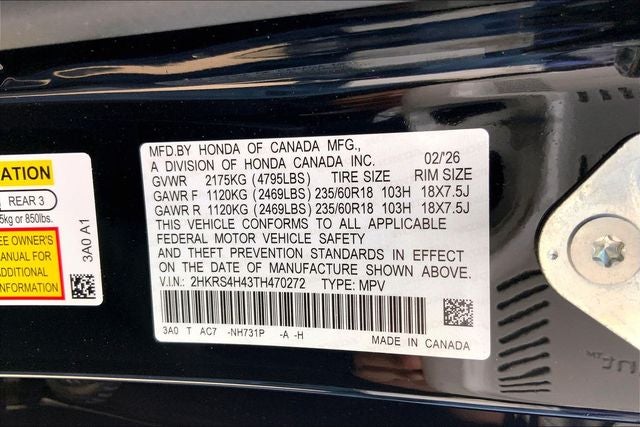 MFD.BY HONDA OF CANADA MFG.,
A DIVISION OF HONDA CANADA INC. 02/26
GVWR 2175KG (4795LBS) TIRE SIZE RIM SIZE
GAWR F 1120KG (2469LBS) 235/60R18 103H 18X7.5J
GAWR R 1120KG (2469LBS) 235/60R18 103H 18X7.5J
THIS VEHICLE CONFORMS TO ALL APPLICABLE
FEDERAL MOTOR VEHICLE SAFETY
AND THEFT PREVENTION STANDARDS IN EFFECT
ON THE DATE OF MANUFACTURE SHOWN ABOVE.
V.I.N.: 2HKRS4H43TH470272 TYPE: MPV
3A0 T AC7 -NH731P -A -H
MADE IN CANADA
ATION
REAR 3
5kg or 850lbs.
EE OWNER'S
MANUAL FOR
ADDITIONAL
INFORMATION
3A0 A1